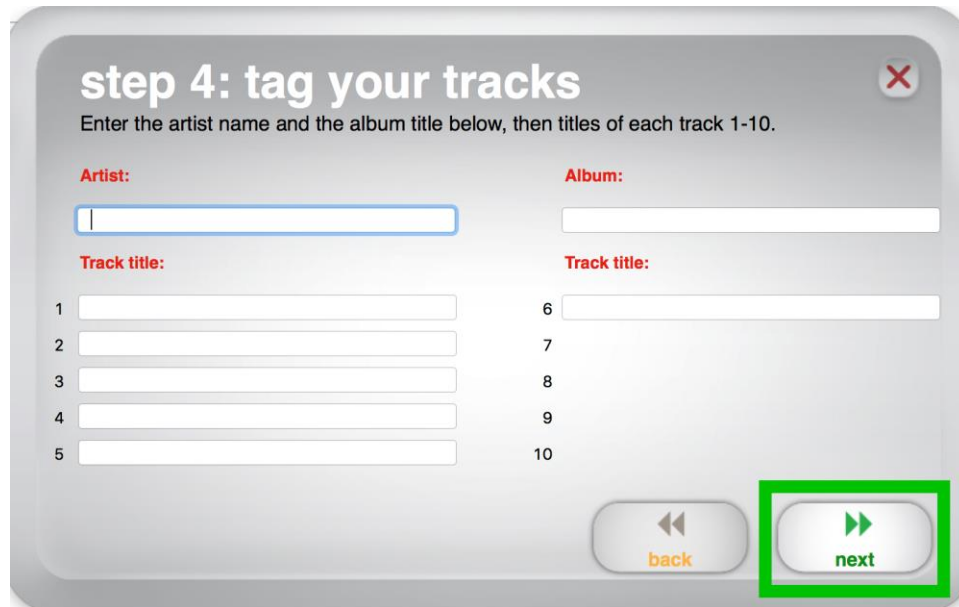 step 4: tag your tracks
Enter the artist name and the album title below, then titles of each track 1-10.
Artist: Album:
Track title: Track title:
1 6
2 7
3 8
4 9
5 10
back next